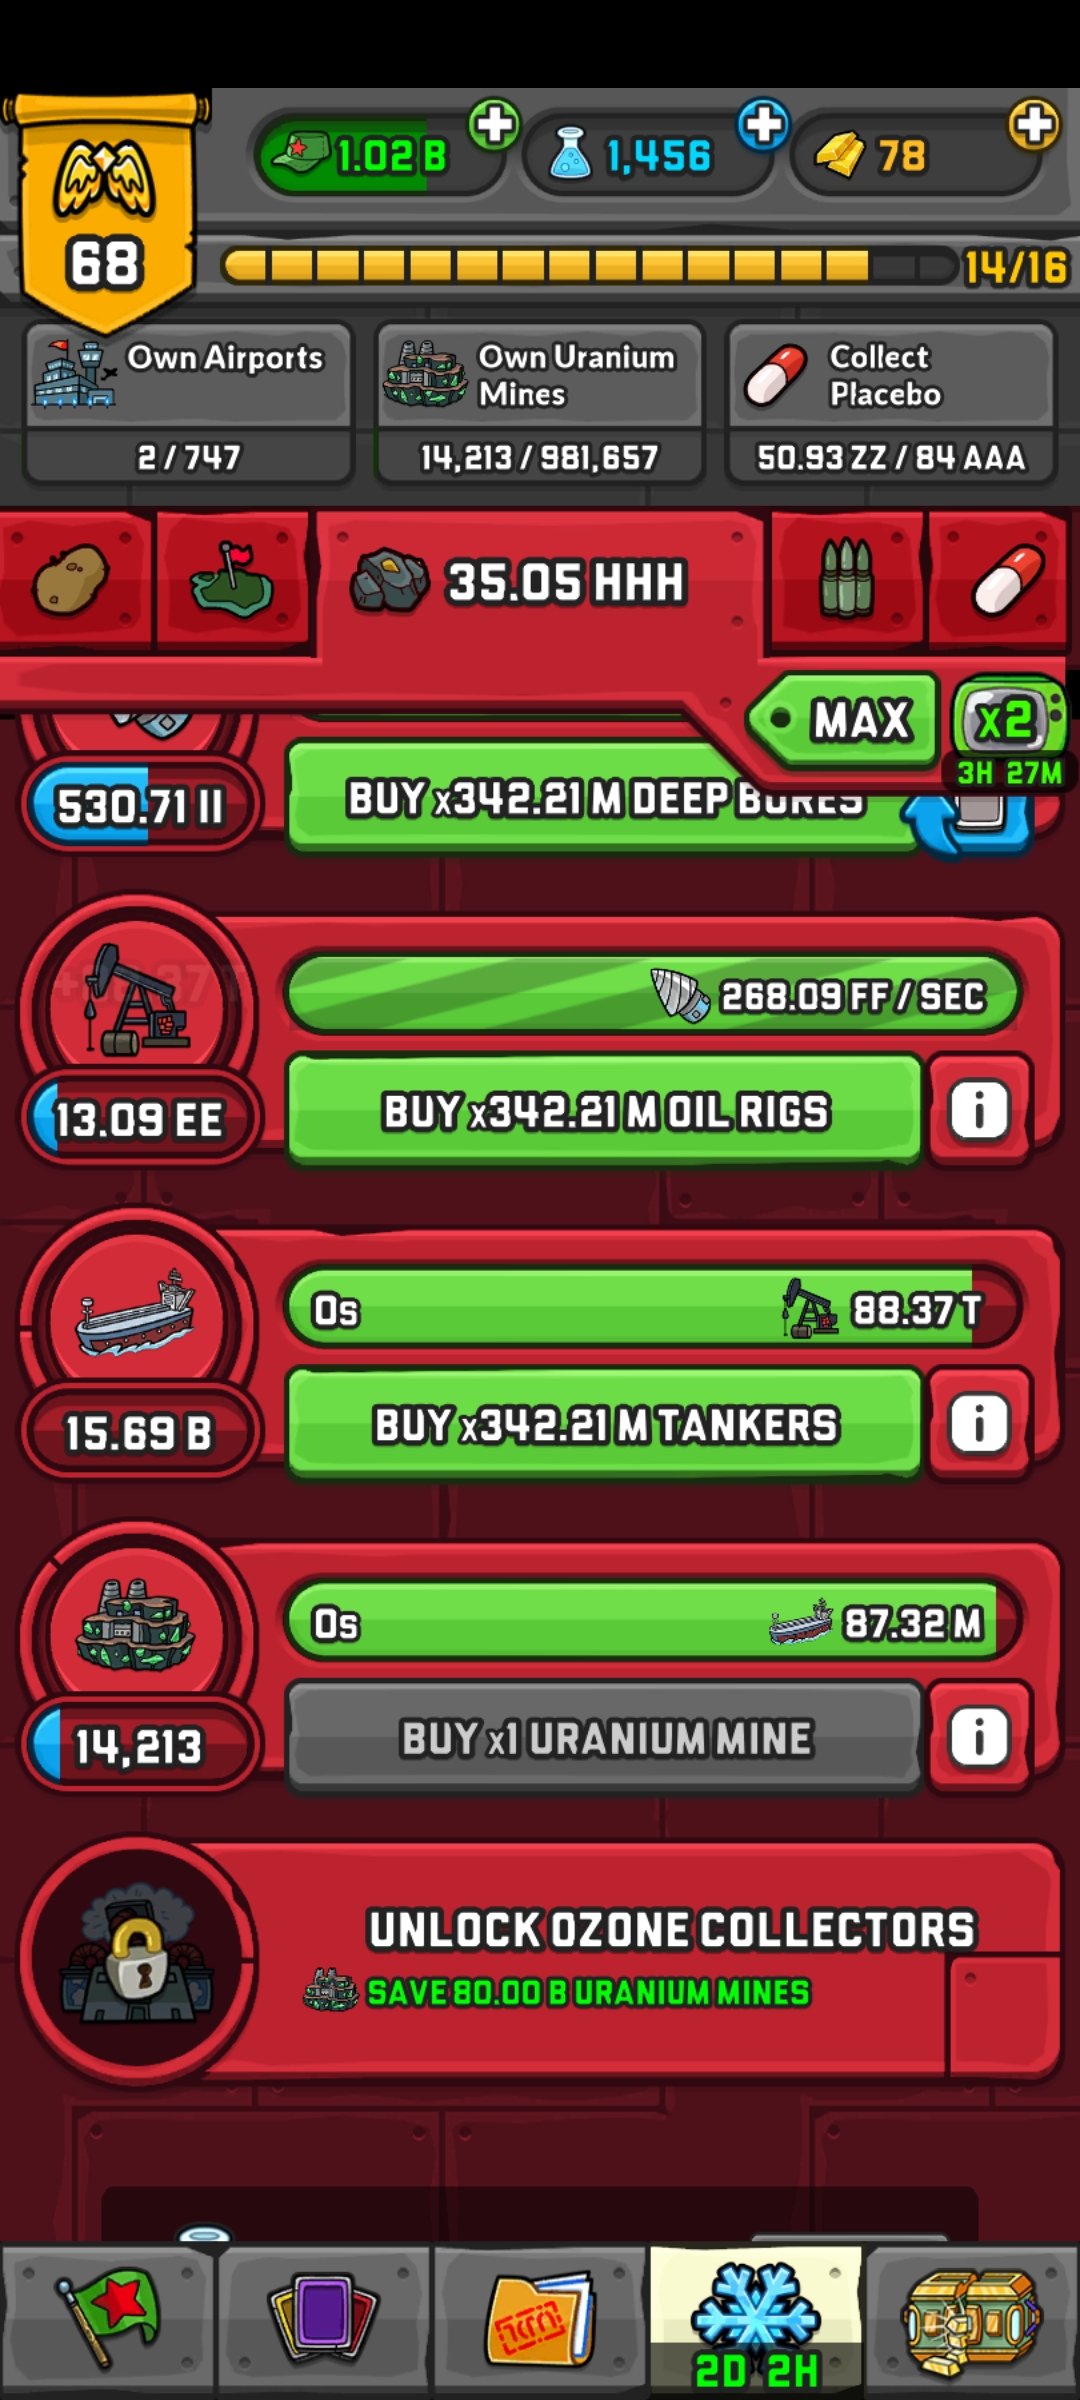 1.02 B
1,456
78
68
14/16
Own Airports
2 / 747
Own Uranium
Mines
14,213 / 981,657
Collect
Placebo
50.93 ZZ / 84 AAA
35.05 HHH
MAX
x2
3H 27M
530.71 II
BUY x342.21 M DEEP BORES
268.09 FF / SEC
13.09 EE
BUY x342.21 M OIL RIGS
0s
88.37 T
15.69 B
BUY x342.21 M TANKERS
0s
87.32 M
14,213
BUY x1 URANIUM MINE
UNLOCK OZONE COLLECTORS
SAVE 80.00 B URANIUM MINES
2D 2H